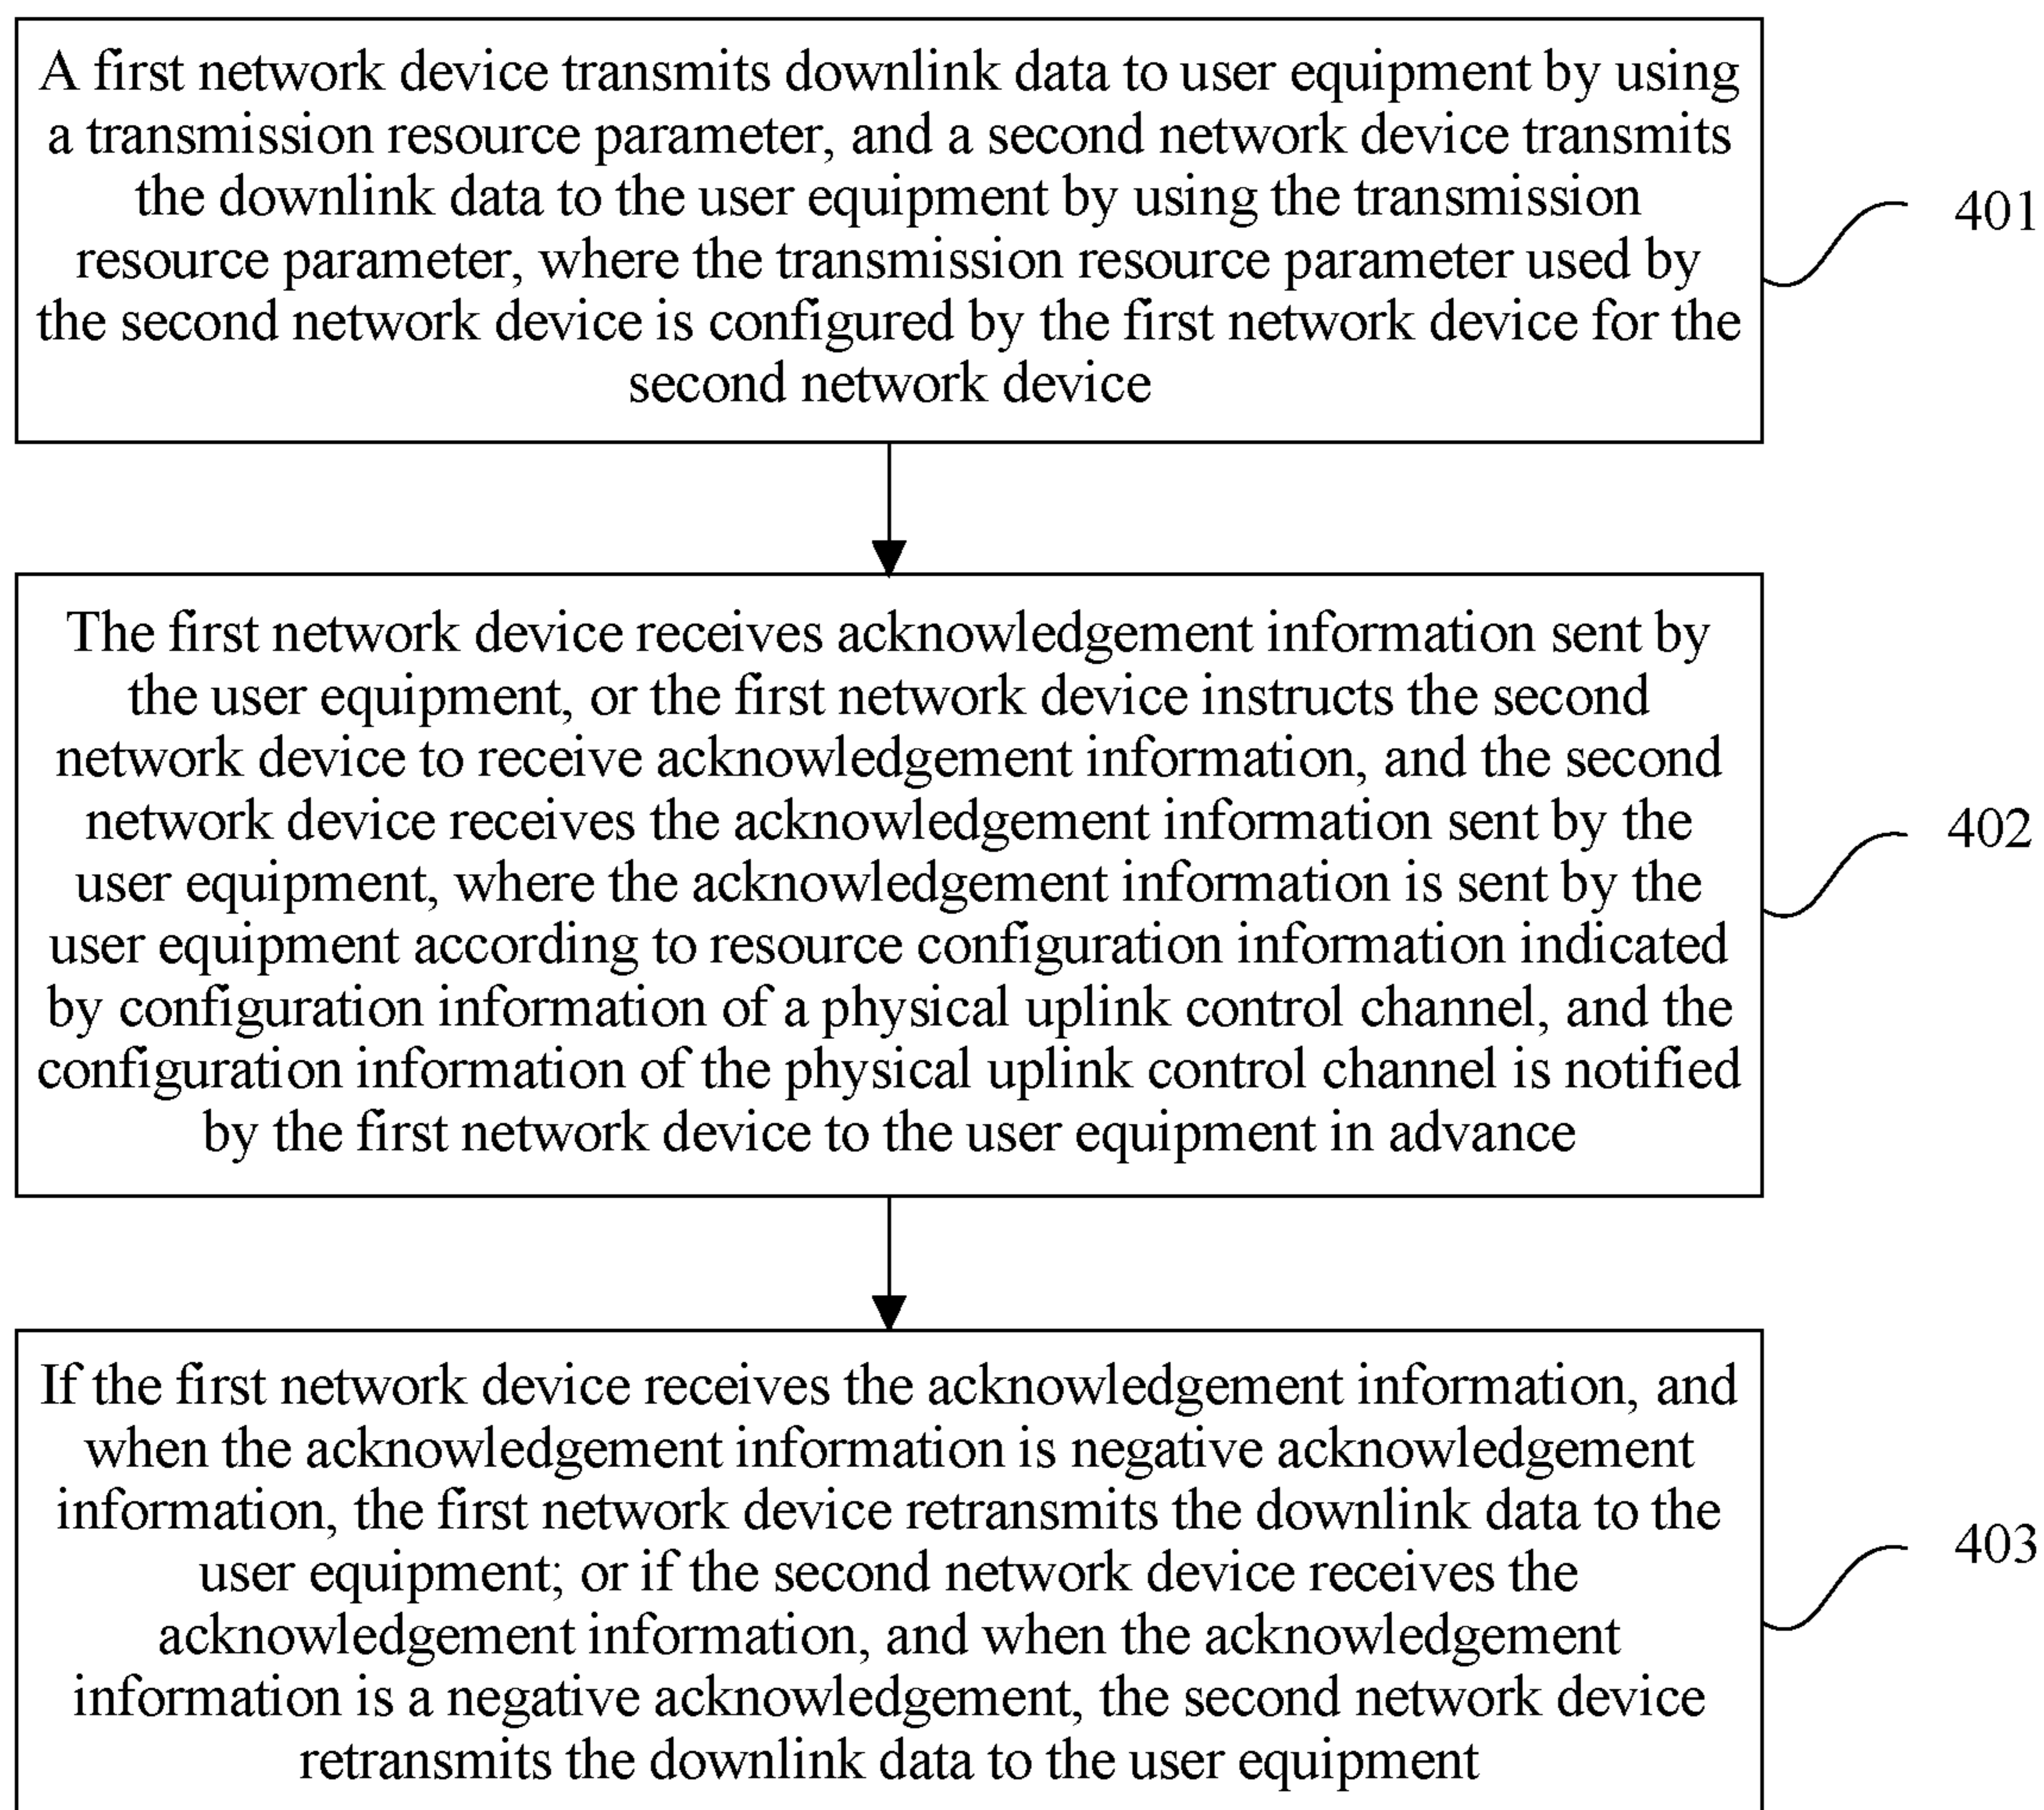 A first network device transmits downlink data to user equipment by using
a transmission resource parameter, and a second network device transmits
the downlink data to the user equipment by using the transmission
resource parameter, where the transmission resource parameter used by
the second network device is configured by the first network device for the
second network device
401
The first network device receives acknowledgement information sent by
the user equipment, or the first network device instructs the second
network device to receive acknowledgement information, and the second
network device receives the acknowledgement information sent by the
user equipment, where the acknowledgement information is sent by the
user equipment according to resource configuration information indicated
by configuration information of a physical uplink control channel, and the
configuration information of the physical uplink control channel is notified
by the first network device to the user equipment in advance
402
If the first network device receives the acknowledgement information, and
when the acknowledgement information is negative acknowledgement
information, the first network device retransmits the downlink data to the
user equipment; or if the second network device receives the
acknowledgement information, and when the acknowledgement
information is a negative acknowledgement, the second network device
retransmits the downlink data to the user equipment
403